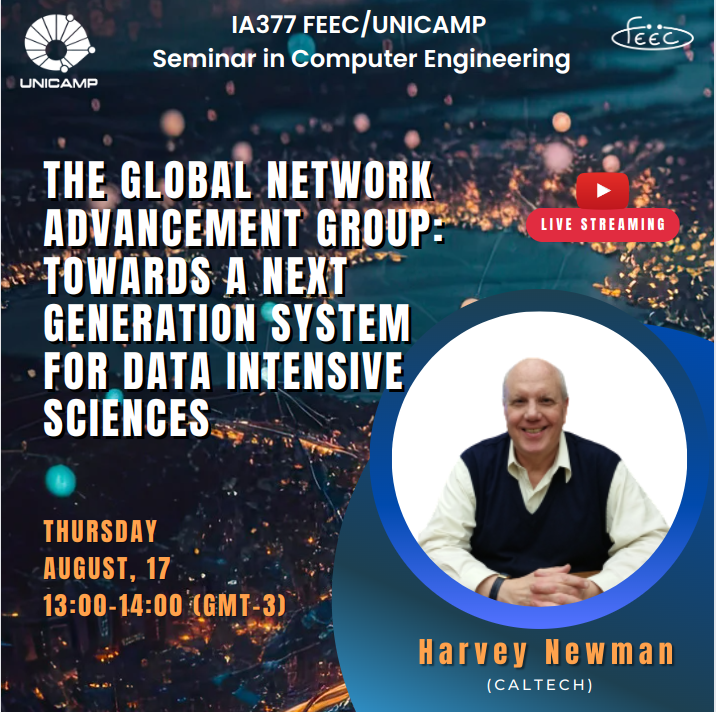 IA377 FEEC/UNICAMP
Seminar in Computer Engineering
UNICAMP
feec
THE GLOBAL NETWORK
ADVANCEMENT GROUP:
TOWARDS A NEXT
GENERATION SYSTEM
FOR DATA INTENSIVE
SCIENCES
LIVE STREAMING
THURSDAY
AUGUST, 17
13:00-14:00 (GMT-3)
Harvey Newman
(CALTECH)